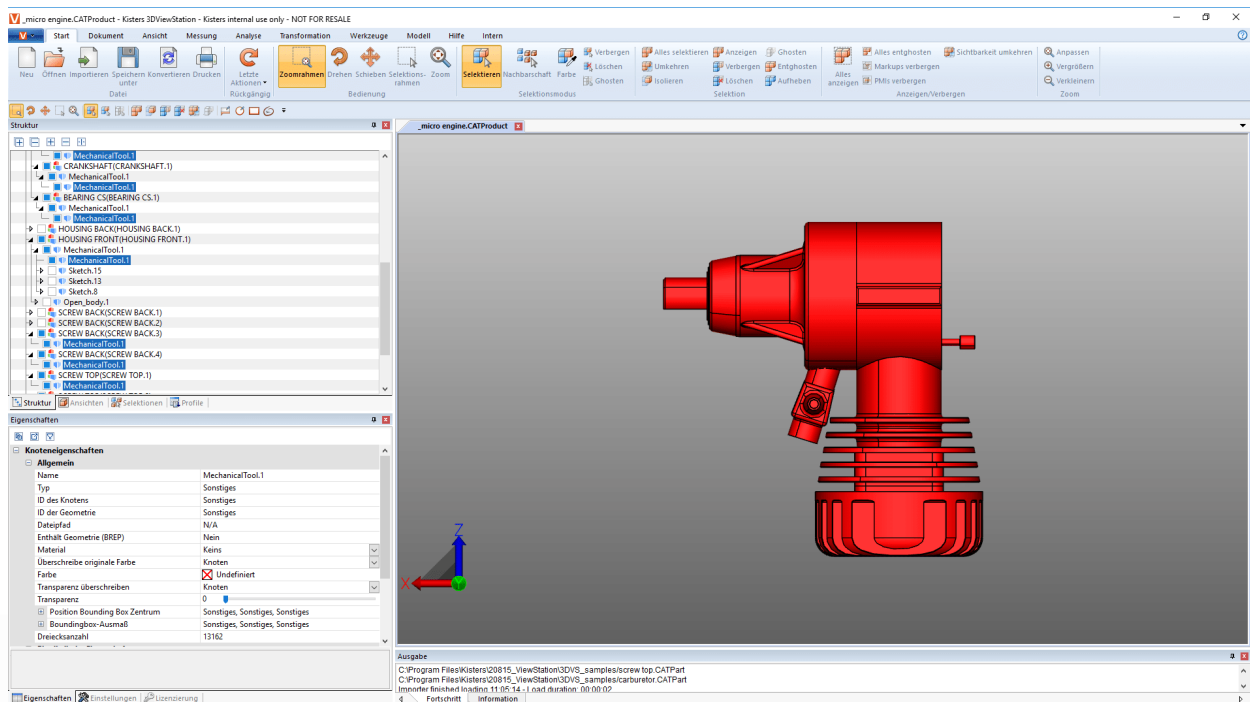 _micro engine.CATProduct - Kisters 3DViewStation - Kisters internal use only - NOT FOR RESALE
Start Dokument Ansicht Messung Analyse Transformation Werkzeuge Modell Hilfe Intern
Neu Öffnen Importieren Speichern unter Konvertieren Drucken
Datei
Letzte Aktionen
Rückgängig
Zoomrahmen Drehen Schieben Selektions-rahmen Zoom
Bedienung
Selektieren Nachbarschaft Farbe
Verbergen
Löschen
Ghosten
Selektionsmodus
Alles selektieren Anzeigen Ghosten
Umkehren Verbergen Entghosten
Isolieren Löschen Aufheben
Selektion
Alles anzeigen
Alles entghosten Sichtbarkeit umkehren
Markups verbergen
PMIs verbergen
Anzeigen/Verbergen
Anpassen
Vergrößern
Verkleinern
Zoom
Struktur
MechanicalTool.1
CRANKSHAFT(CRANKSHAFT.1)
MechanicalTool.1
MechanicalTool.1
BEARING CS(BEARING CS.1)
MechanicalTool.1
MechanicalTool.1
HOUSING BACK(HOUSING BACK.1)
HOUSING FRONT(HOUSING FRONT.1)
MechanicalTool.1
MechanicalTool.1
Sketch.15
Sketch.13
Sketch.8
Open_body.1
SCREW BACK(SCREW BACK.1)
SCREW BACK(SCREW BACK.2)
SCREW BACK(SCREW BACK.3)
MechanicalTool.1
SCREW BACK(SCREW BACK.4)
MechanicalTool.1
SCREW TOP(SCREW TOP.1)
MechanicalTool.1
Struktur Ansichten Selektionen Profile
Eigenschaften
Knoteneigenschaften
Allgemein
Name MechanicalTool.1
Typ Sonstiges
ID des Knotens Sonstiges
ID der Geometrie Sonstiges
Dateipfad N/A
Enthält Geometrie (BREP) Nein
Material Keins
Überschreibe originale Farbe Knoten
Farbe Undefiniert
Transparenz überschreiben Knoten
Transparenz 0
Position Bounding Box Zentrum Sonstiges, Sonstiges, Sonstiges
Boundingbox-Ausmaß Sonstiges, Sonstiges, Sonstiges
Dreiecksanzahl 13162
Eigenschaften Einstellungen Lizenzierung
_micro engine.CATProduct
Z
X
Ausgabe
C:\Program Files\Kisters\20815_ViewStation\3DVS_samples/screw top.CATPart
C:\Program Files\Kisters\20815_ViewStation\3DVS_samples/carburetor.CATPart
Importer finished loading 11:05:14 - Load duration: 00:00:02
Fortschritt Information